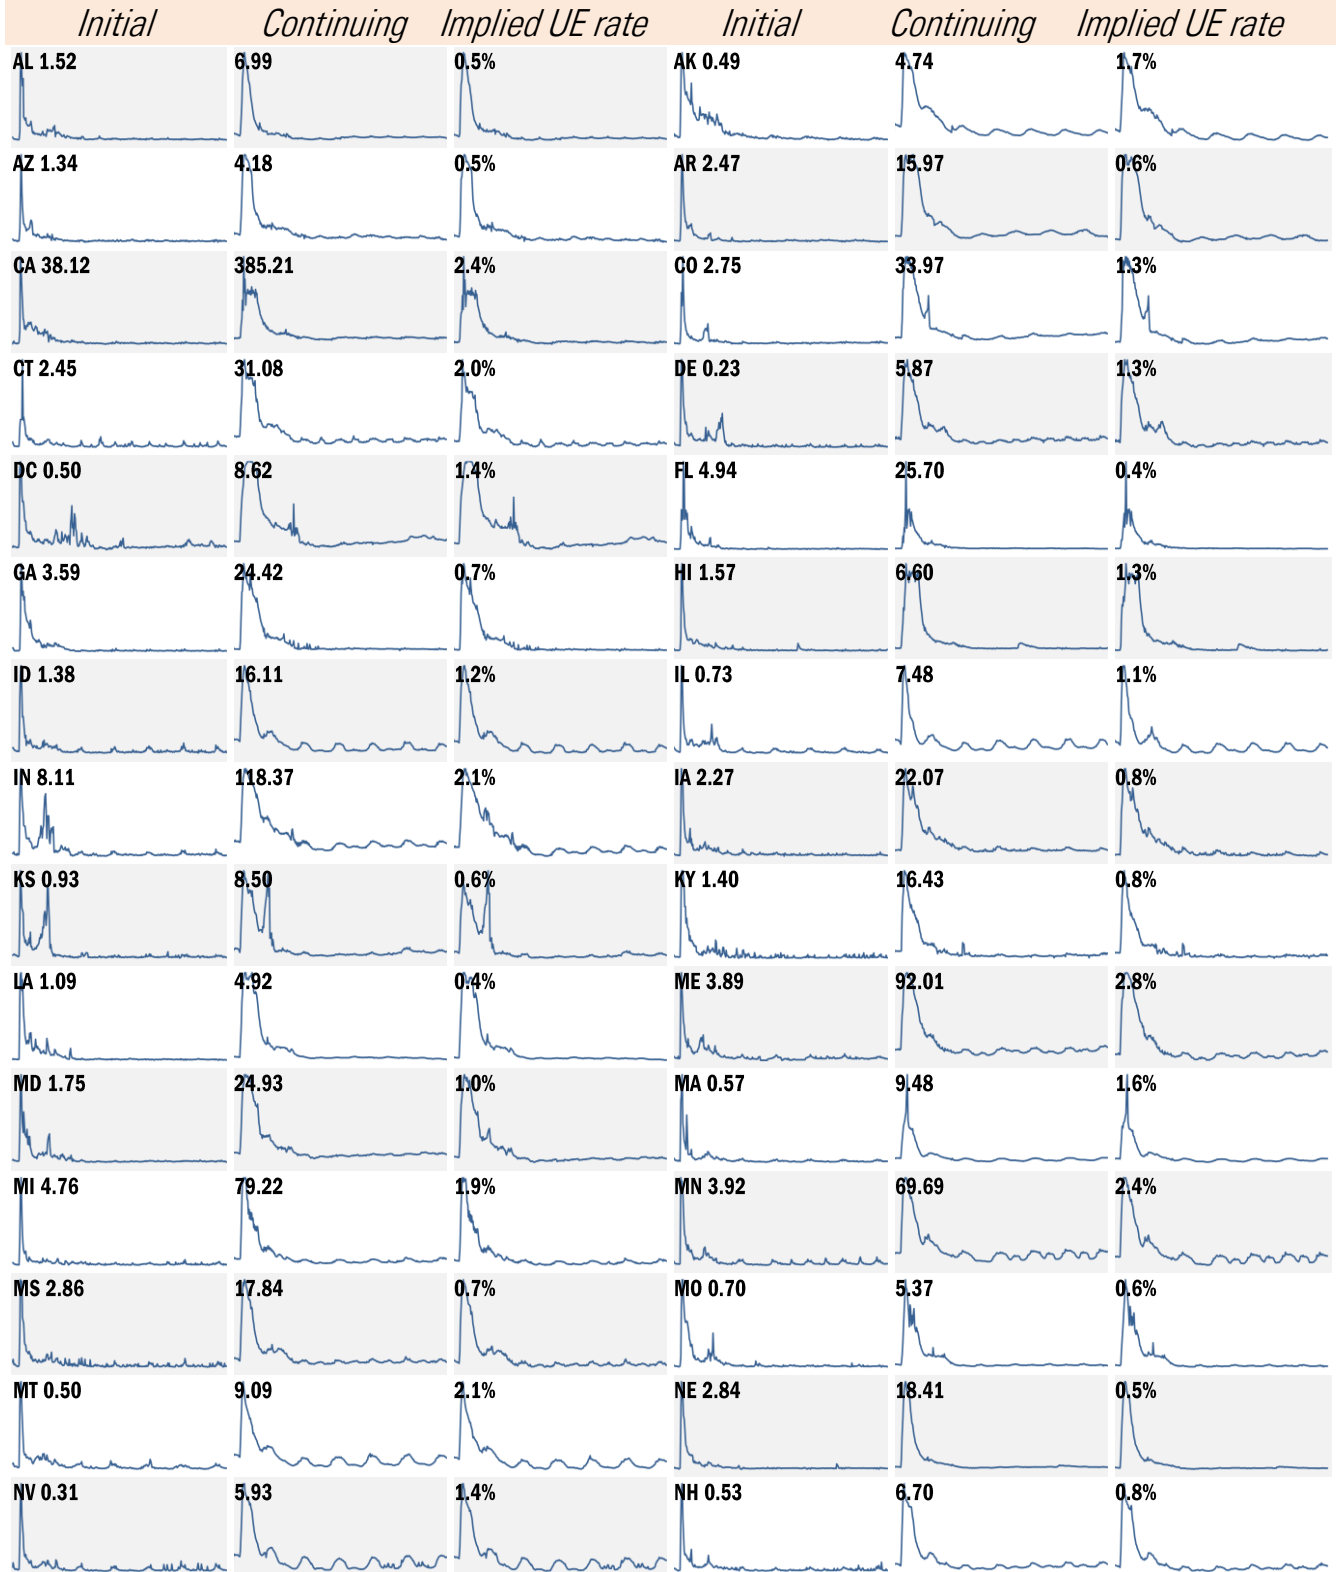 Initial Continuing Implied UE rate Initial Continuing Implied UE rate
AL 1.52 6.99 0.5% AK 0.49 4.74 1.7%
AZ 1.34 4.18 0.5% AR 2.47 15.97 0.6%
CA 38.12 385.21 2.4% CO 2.75 33.97 1.3%
CT 2.45 31.08 2.0% DE 0.23 5.87 1.3%
DC 0.50 8.62 1.4% FL 4.94 25.70 0.4%
GA 3.59 24.42 0.7% HI 1.57 6.60 1.3%
ID 1.38 16.11 1.2% IL 0.73 7.48 1.1%
IN 8.11 118.37 2.1% IA 2.27 22.07 0.8%
KS 0.93 8.50 0.6% KY 1.40 16.43 0.8%
LA 1.09 4.92 0.4% ME 3.89 92.01 2.8%
MD 1.75 24.93 1.0% MA 0.57 9.48 1.6%
MI 4.76 79.22 1.9% MN 3.92 69.69 2.4%
MS 2.86 17.84 0.7% MO 0.70 5.37 0.6%
MT 0.50 9.09 2.1% NE 2.84 18.41 0.5%
NV 0.31 5.93 1.4% NH 0.53 6.70 0.8%